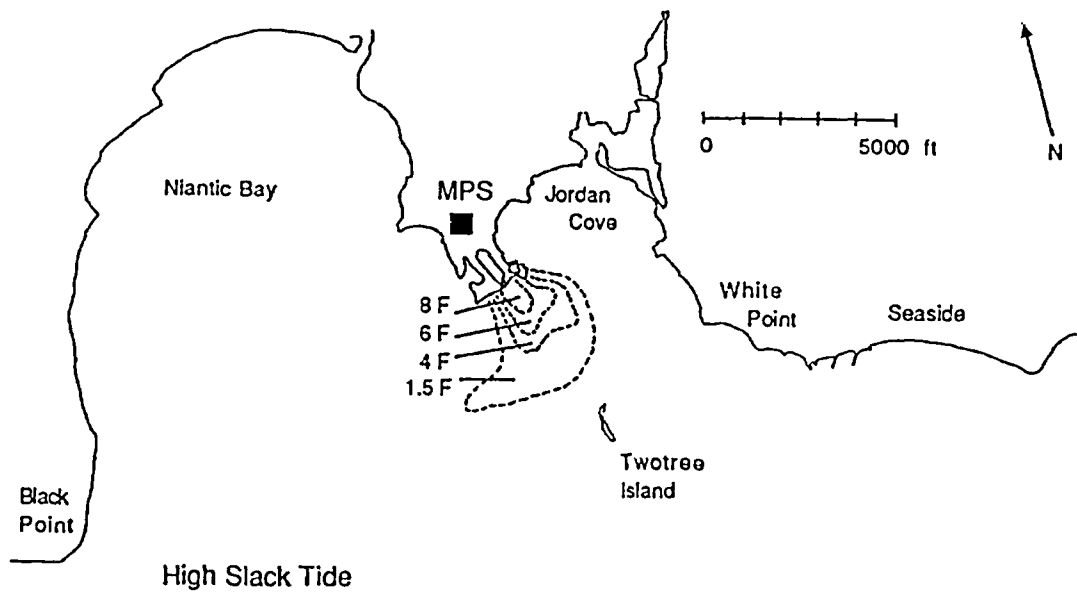 Niantic Bay
MPS
Jordan
Cove
0 5000 ft
N
8 F
6 F
4 F
1.5 F
White
Point
Seaside
Twotree
Island
Black
Point
High Slack Tide